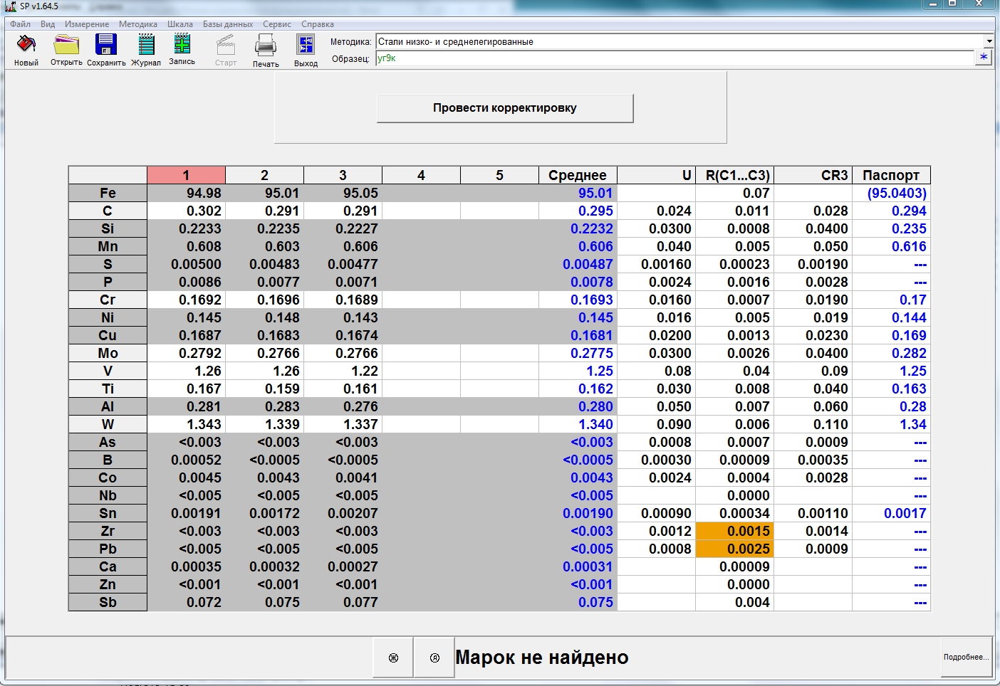 SP v1.64.5
Файл Вид Измерение Методика Шкала Базы данных Сервис Справка
Новый Открыть Сохранить Журнал Запись Старт Печать Выход
Методика: Стали низко- и среднелегированные
Образец: уг9к
Провести корректировку
1 2 3 4 5 Среднее U R(C1...C3) CR3 Паспорт
Fe 94.98 95.01 95.05 95.01 0.07 (95.0403)
C 0.302 0.291 0.291 0.295 0.024 0.011 0.028 0.294
Si 0.2233 0.2235 0.2227 0.2232 0.0300 0.0008 0.0400 0.235
Mn 0.608 0.603 0.606 0.606 0.040 0.005 0.050 0.616
S 0.00500 0.00483 0.00477 0.00487 0.00160 0.00023 0.00190 ---
P 0.0086 0.0077 0.0071 0.0078 0.0024 0.0016 0.0028 ---
Cr 0.1692 0.1696 0.1689 0.1693 0.0160 0.0007 0.0190 0.17
Ni 0.145 0.148 0.143 0.145 0.016 0.005 0.019 0.144
Cu 0.1687 0.1683 0.1674 0.1681 0.0200 0.0013 0.0230 0.169
Mo 0.2792 0.2766 0.2766 0.2775 0.0300 0.0026 0.0400 0.282
V 1.26 1.26 1.22 1.25 0.08 0.04 0.09 1.25
Ti 0.167 0.159 0.161 0.162 0.030 0.008 0.040 0.163
Al 0.281 0.283 0.276 0.280 0.050 0.007 0.060 0.28
W 1.343 1.339 1.337 1.340 0.090 0.006 0.110 1.34
As <0.003 <0.003 <0.003 <0.003 0.0008 0.0007 0.0009 ---
B 0.00052 <0.0005 <0.0005 <0.0005 0.00030 0.00009 0.00035 ---
Co 0.0045 0.0043 0.0041 0.0043 0.0024 0.0004 0.0028 ---
Nb <0.005 <0.005 <0.005 <0.005 0.0000 ---
Sn 0.00191 0.00172 0.00207 0.00190 0.00090 0.00034 0.00110 0.0017
Zr <0.003 <0.003 <0.003 <0.003 0.0012 0.0015 0.0014 ---
Pb <0.005 <0.005 <0.005 <0.005 0.0008 0.0025 0.0009 ---
Ca 0.00035 0.00032 0.00027 0.00031 0.00009 ---
Zn <0.001 <0.001 <0.001 <0.001 0.0000 ---
Sb 0.072 0.075 0.077 0.075 0.004 ---
Ж Я Марок не найдено Подробнее...